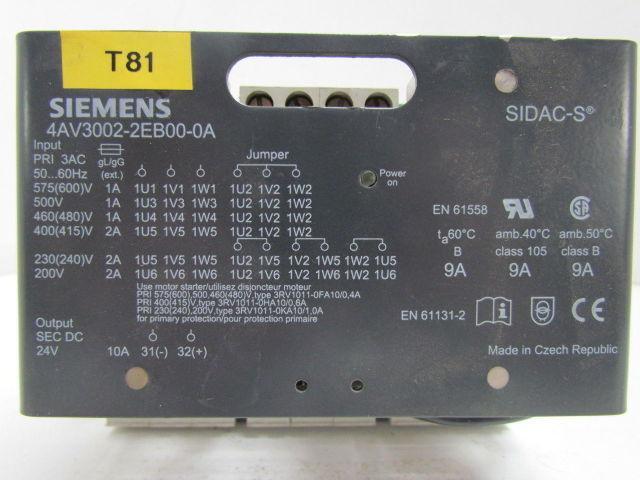 T81
SIEMENS
4AV3002-2EB00-0A
SIDAC-S®
Input
PRI 3AC gL/gG Jumper
50...60Hz (ext.)
575(600)V 1A 1U1 1V1 1W1 1U2 1V2 1W2
500V 1A 1U3 1V3 1W3 1U2 1V2 1W2
460(480)V 1A 1U4 1V4 1W4 1U2 1V2 1W2
400(415)V 2A 1U5 1V5 1W5 1U2 1V2 1W2
230(240)V 2A 1U5 1V5 1W5 1U2 1V5 1V2 1W5 1W2 1U5
200V 2A 1U6 1V6 1W6 1U2 1V6 1V2 1W6 1W2 1U6
Use motor starter/utilisez disjoncteur moteur
PRI 575(600),500,460(480)V,type 3RV1011-0FA10/0,4A
PRI 400(415)V,type 3RV1011-0HA10/0,6A
PRI 230(240),200V,type 3RV1011-0KA10/1,0A
for primary protection/pour protection primaire
Output
SEC DC
24V 10A 31(-) 32(+)
Power
on
EN 61558
ta60°C amb.40°C amb.50°C
B class 105 class B
9A 9A 9A
EN 61131-2 CE
Made in Czech Republic